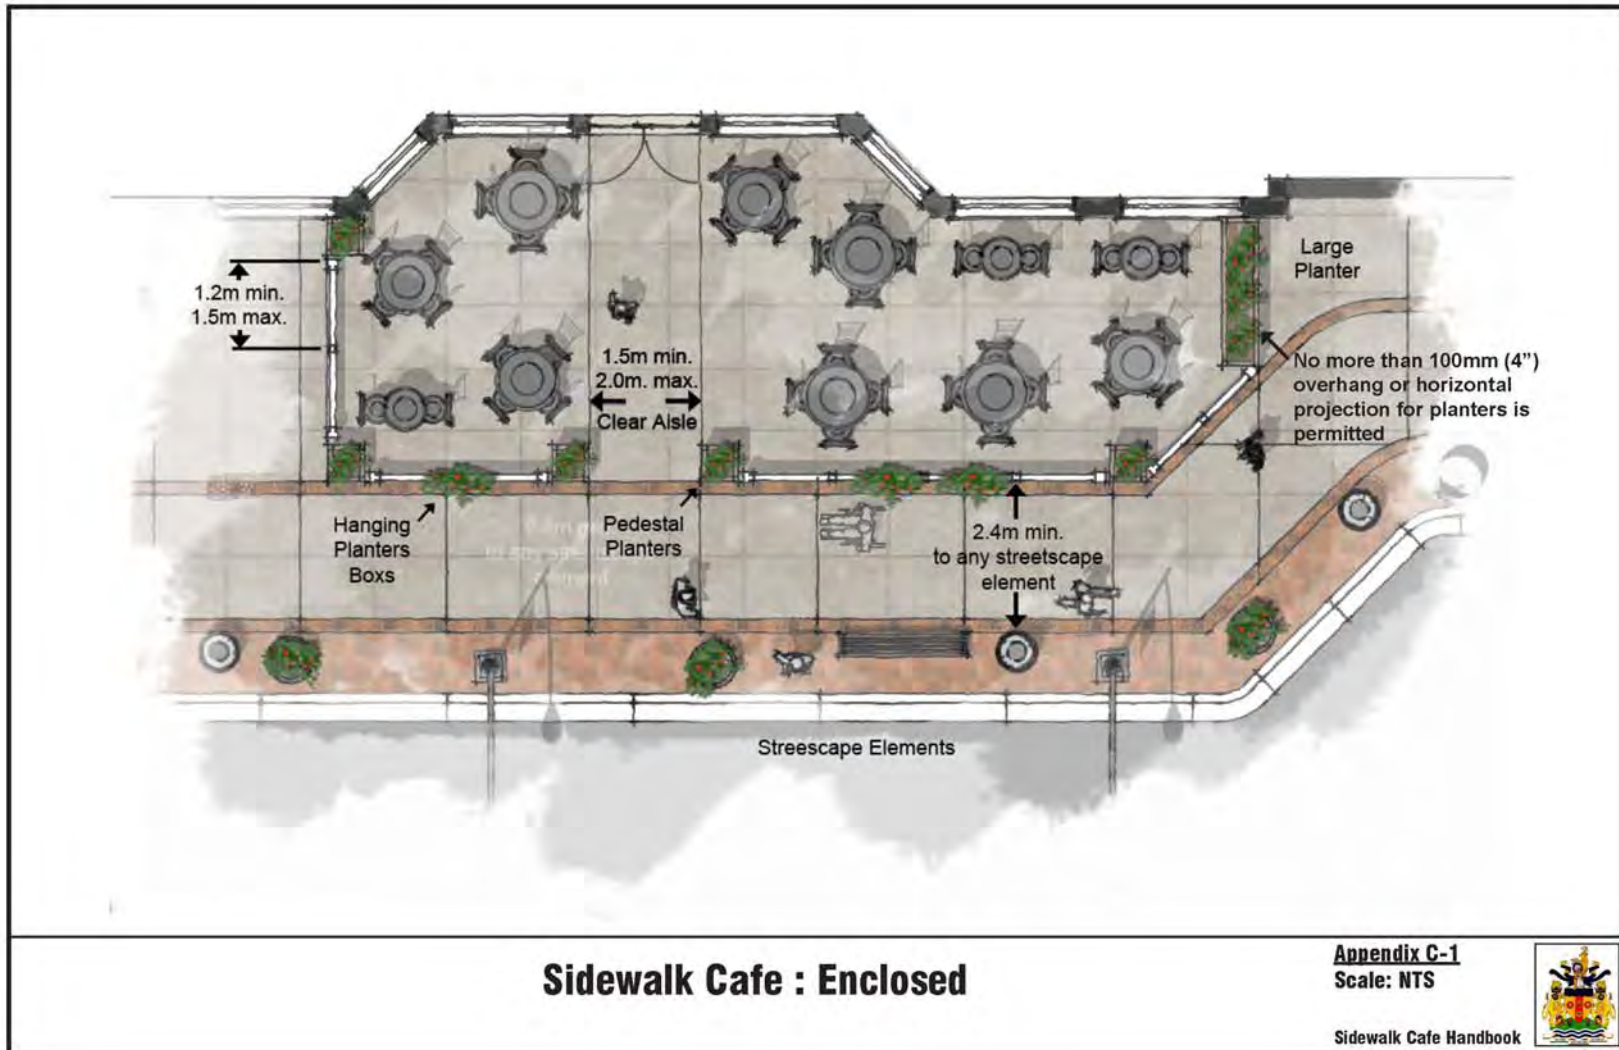 Large
Planter
1.2m min.
1.5m max.
1.5m min.
2.0m. max.
Clear Aisle
No more than 100mm (4”)
overhang or horizontal
projection for planters is
permitted
Hanging
Planters
Boxs
Pedestal
Planters
2.4m min.
to any streetscape
element
Streescape Elements
Sidewalk Cafe : Enclosed
Appendix C-1
Scale: NTS
Sidewalk Cafe Handbook